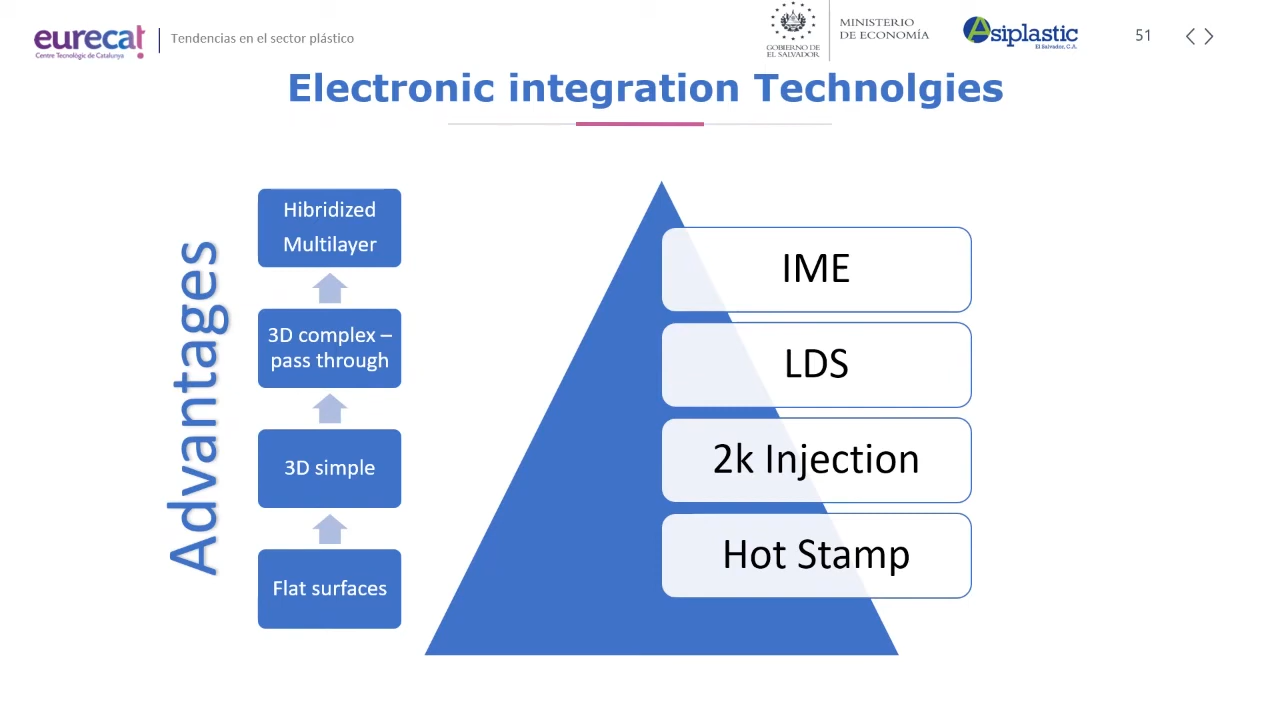 eurecat
Centre Tecnològic de Catalunya
Tendencias en el sector plástico
GOBIERNO DE
EL SALVADOR
MINISTERIO
DE ECONOMÍA
Asiplastic
El Salvador, C.A.
51
Electronic integration Technolgies
Advantages
Hibridized
Multilayer
3D complex –
pass through
3D simple
Flat surfaces
IME
LDS
2k Injection
Hot Stamp